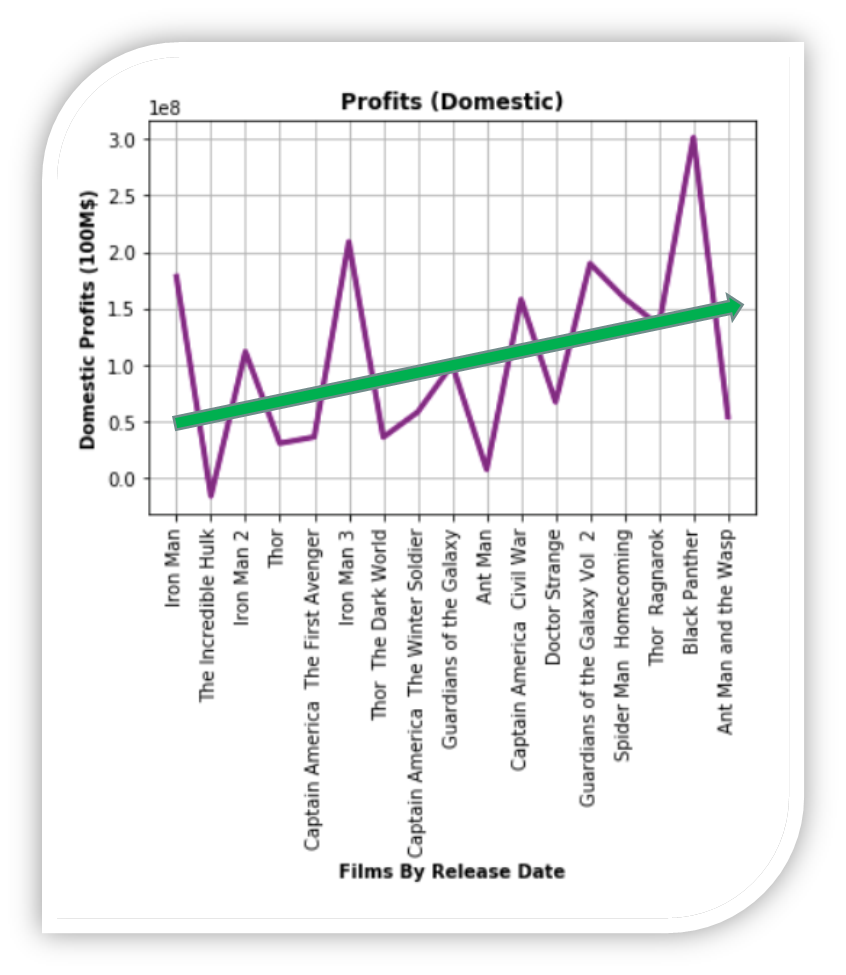 Profits (Domestic)
1e8
Domestic Profits (100M$)
3.0
2.5
2.0
1.5
1.0
0.5
0.0
Iron Man
The Incredible Hulk
Iron Man 2
Thor
Captain America  The First Avenger
Iron Man 3
Thor  The Dark World
Captain America  The Winter Soldier
Guardians of the Galaxy
Ant Man
Captain America  Civil War
Doctor Strange
Guardians of the Galaxy Vol  2
Spider Man  Homecoming
Thor  Ragnarok
Black Panther
Ant Man and the Wasp
Films By Release Date